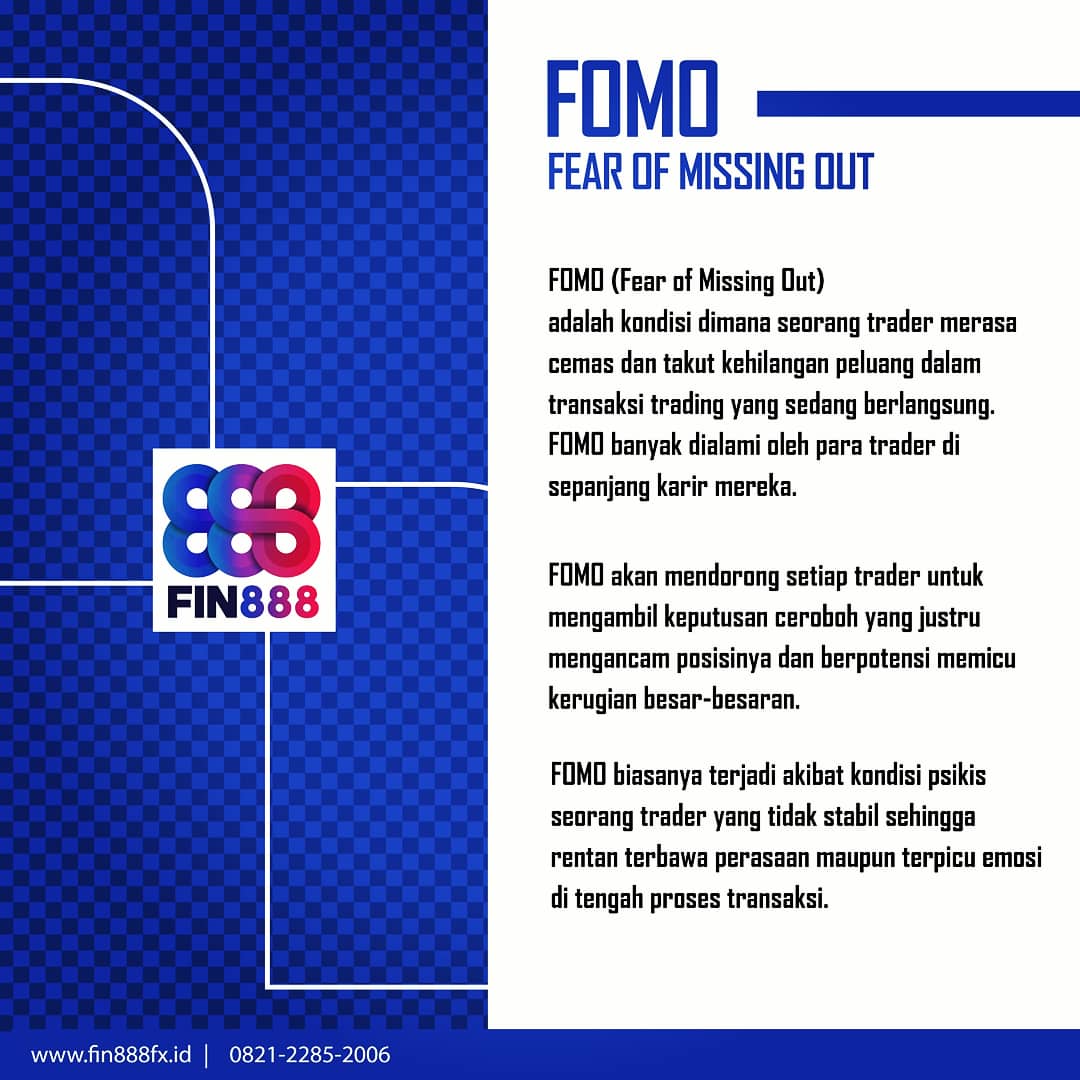 FOMO
FEAR OF MISSING OUT
FOMO (Fear of Missing Out)
adalah kondisi dimana seorang trader merasa
cemas dan takut kehilangan peluang dalam
transaksi trading yang sedang berlangsung.
FOMO banyak dialami oleh para trader di
sepanjang karir mereka.
FOMO akan mendorong setiap trader untuk
mengambil keputusan ceroboh yang justru
mengancam posisinya dan berpotensi memicu
kerugian besar-besaran.
FOMO biasanya terjadi akibat kondisi psikis
seorang trader yang tidak stabil sehingga
rentan terbawa perasaan maupun terpicu emosi
di tengah proses transaksi.
FIN888
www.fin888fx.id | 0821-2285-2006